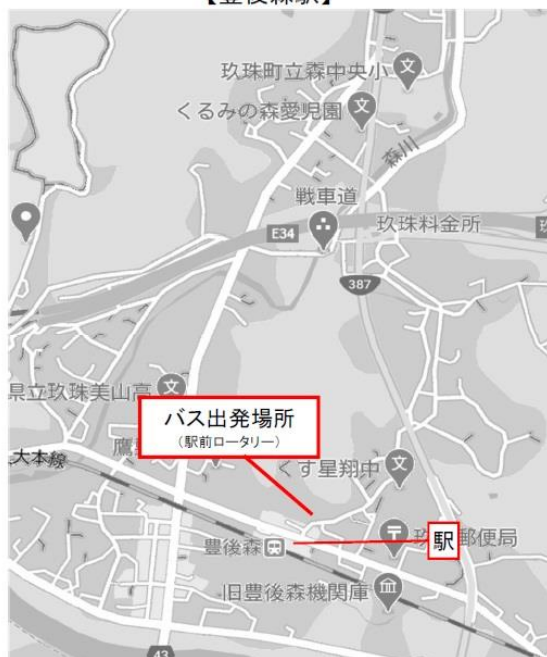 【豊後森駅】
玖珠町立森中央小
くるみの森愛児園
森川
戦車道
E34
玖珠料金所
玖
387
県立玖珠美山高
バス出発場所
（駅前ロータリー）
鷹
大本線
くす星翔中
玖
郵便局
駅
豊後森
旧豊後森機関庫
43